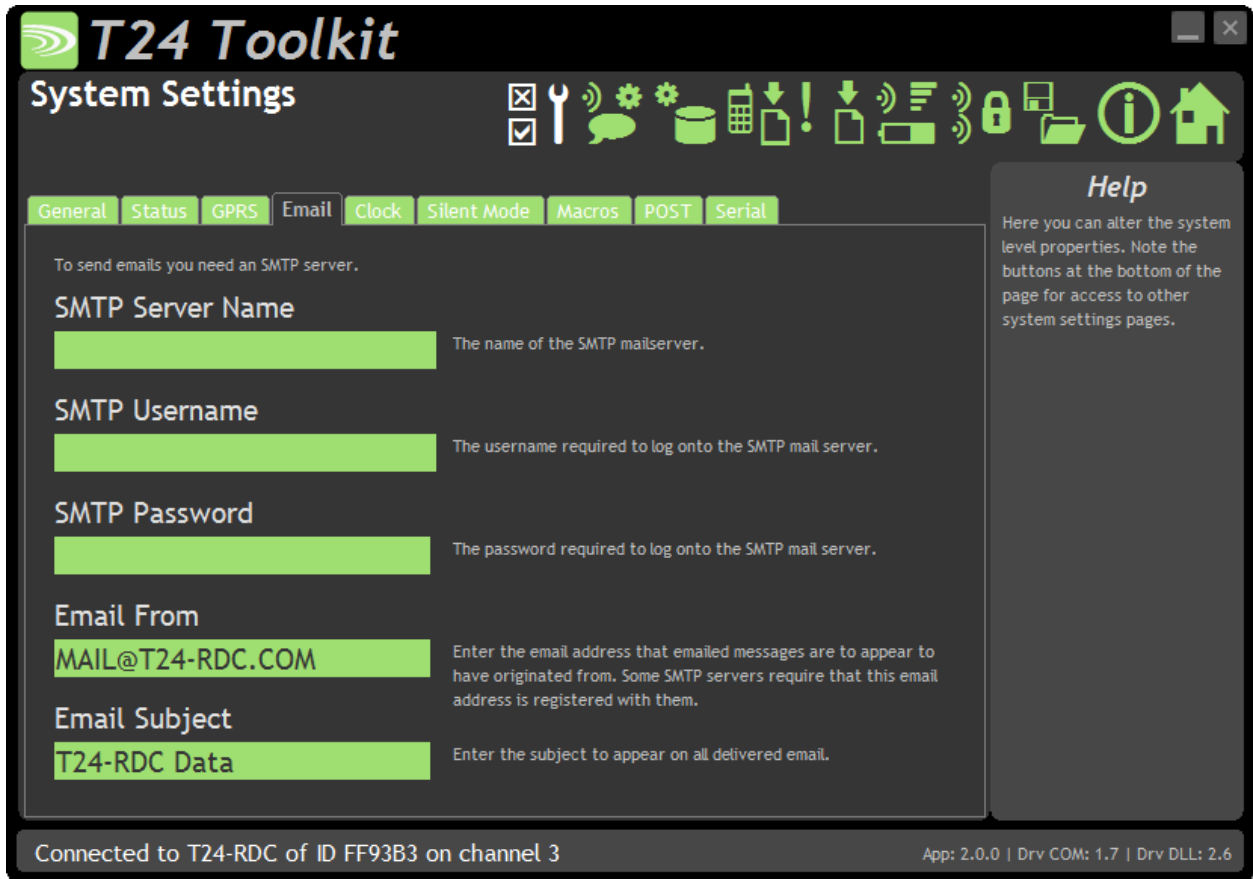 T24 Toolkit
System Settings
General Status GPRS Email Clock Silent Mode Macros POST Serial
To send emails you need an SMTP server.
SMTP Server Name
The name of the SMTP mailserver.
SMTP Username
The username required to log onto the SMTP mail server.
SMTP Password
The password required to log onto the SMTP mail server.
Email From
MAIL@T24-RDC.COM
Enter the email address that emailed messages are to appear to
have originated from. Some SMTP servers require that this email
address is registered with them.
Email Subject
T24-RDC Data
Enter the subject to appear on all delivered email.
Help
Here you can alter the system
level properties. Note the
buttons at the bottom of the
page for access to other
system settings pages.
Connected to T24-RDC of ID FF93B3 on channel 3
App: 2.0.0 | Drv COM: 1.7 | Drv DLL: 2.6